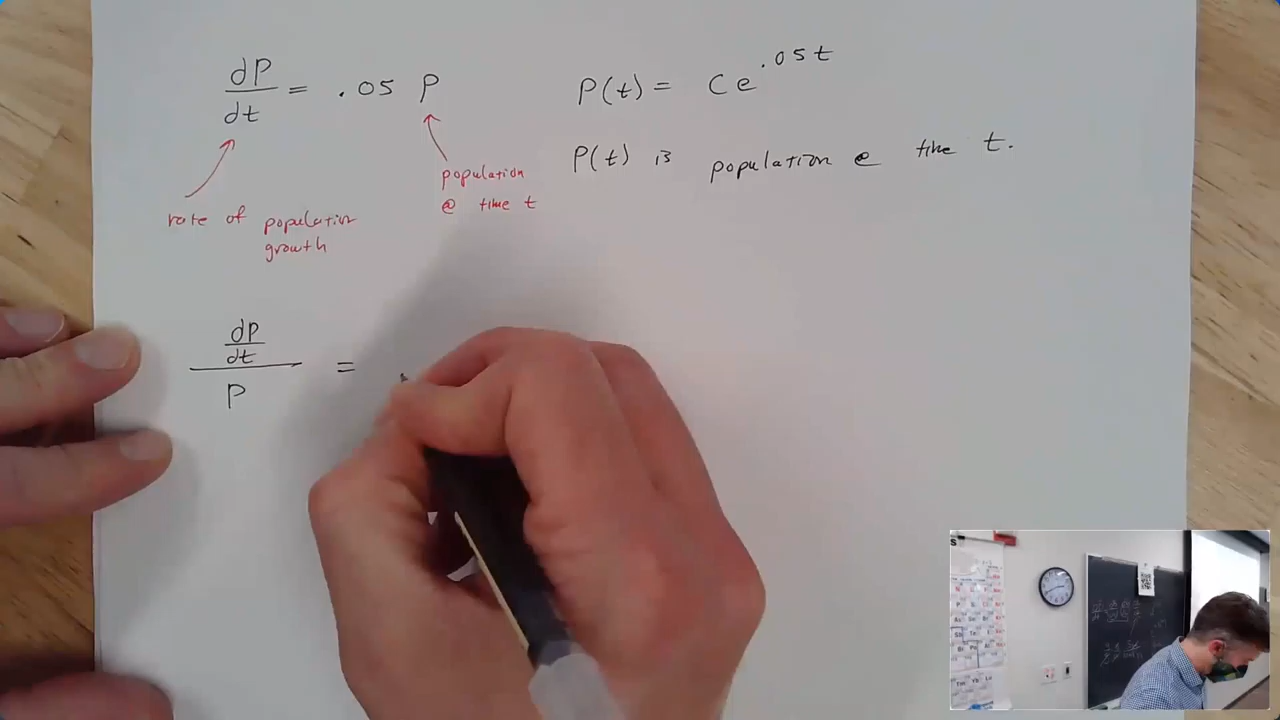 dP/dt = .05 P
rate of population
growth
population
@ time t
P(t) = Ce^.05t
P(t) is population @ time t.
dP/dt / P =